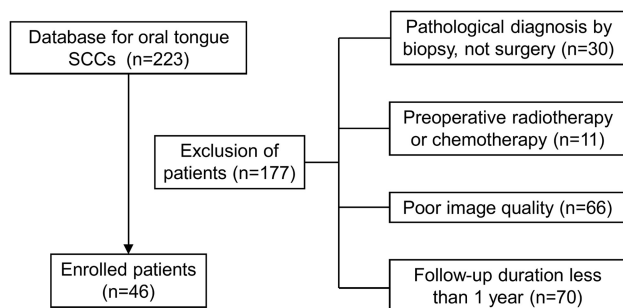 Database for oral tongue
SCCs (n=223)
Enrolled patients
(n=46)
Exclusion of
patients (n=177)
Pathological diagnosis by
biopsy, not surgery (n=30)
Preoperative radiotherapy
or chemotherapy (n=11)
Poor image quality (n=66)
Follow-up duration less
than 1 year (n=70)